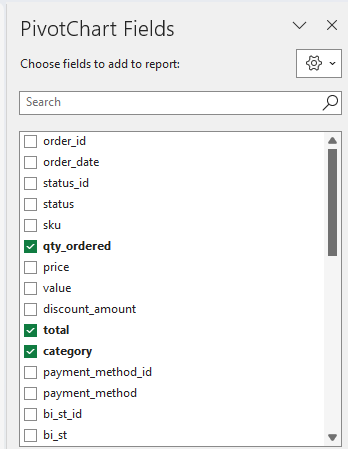 PivotChart Fields
Choose fields to add to report:
Search
order_id
order_date
status_id
status
sku
qty_ordered
price
value
discount_amount
total
category
payment_method_id
payment_method
bi_st_id
bi_st